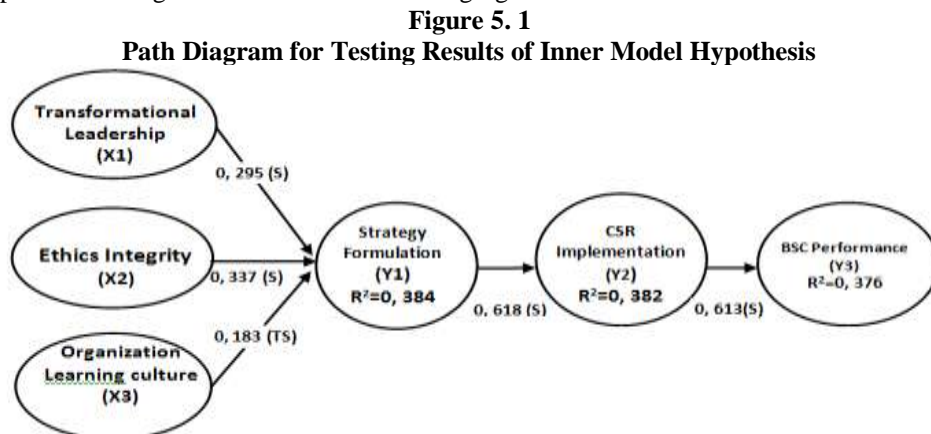 Figure 5. 1
Path Diagram for Testing Results of Inner Model Hypothesis
Transformational
Leadership
(X1)
0, 295 (S)
Ethics Integrity
(X2)
0, 337 (S)
Organization
Learning culture
(X3)
0, 183 (TS)
Strategy
Formulation
(Y1)
R²=0, 384
0, 618 (S)
CSR
Implementation
(Y2)
R²=0, 382
0, 613(S)
BSC Performance
(Y3)
R²=0, 376